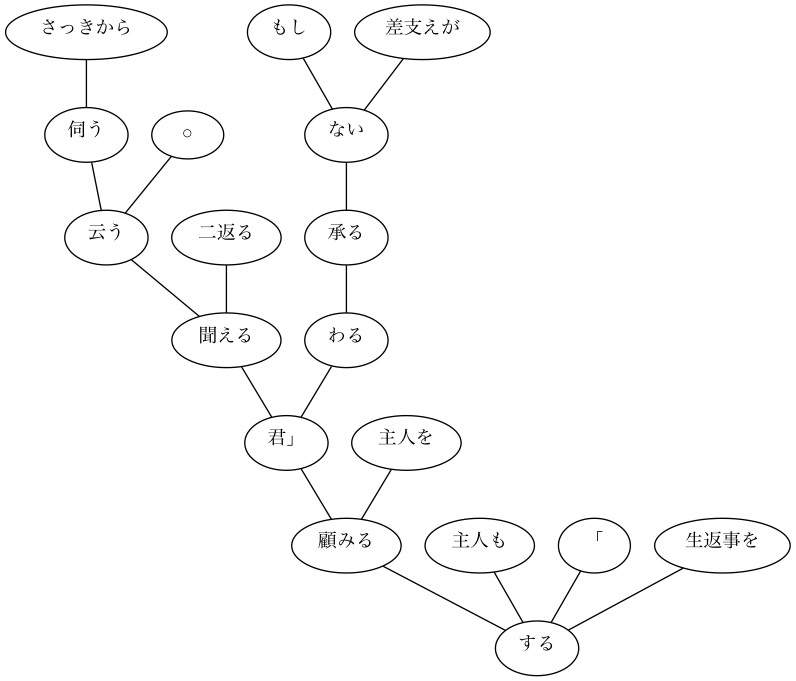 さっきから
もし
差支えが
伺う
○
ない
云う
二返る
承る
聞える
わる
君」
主人を
顧みる
主人も
「
生返事を
する